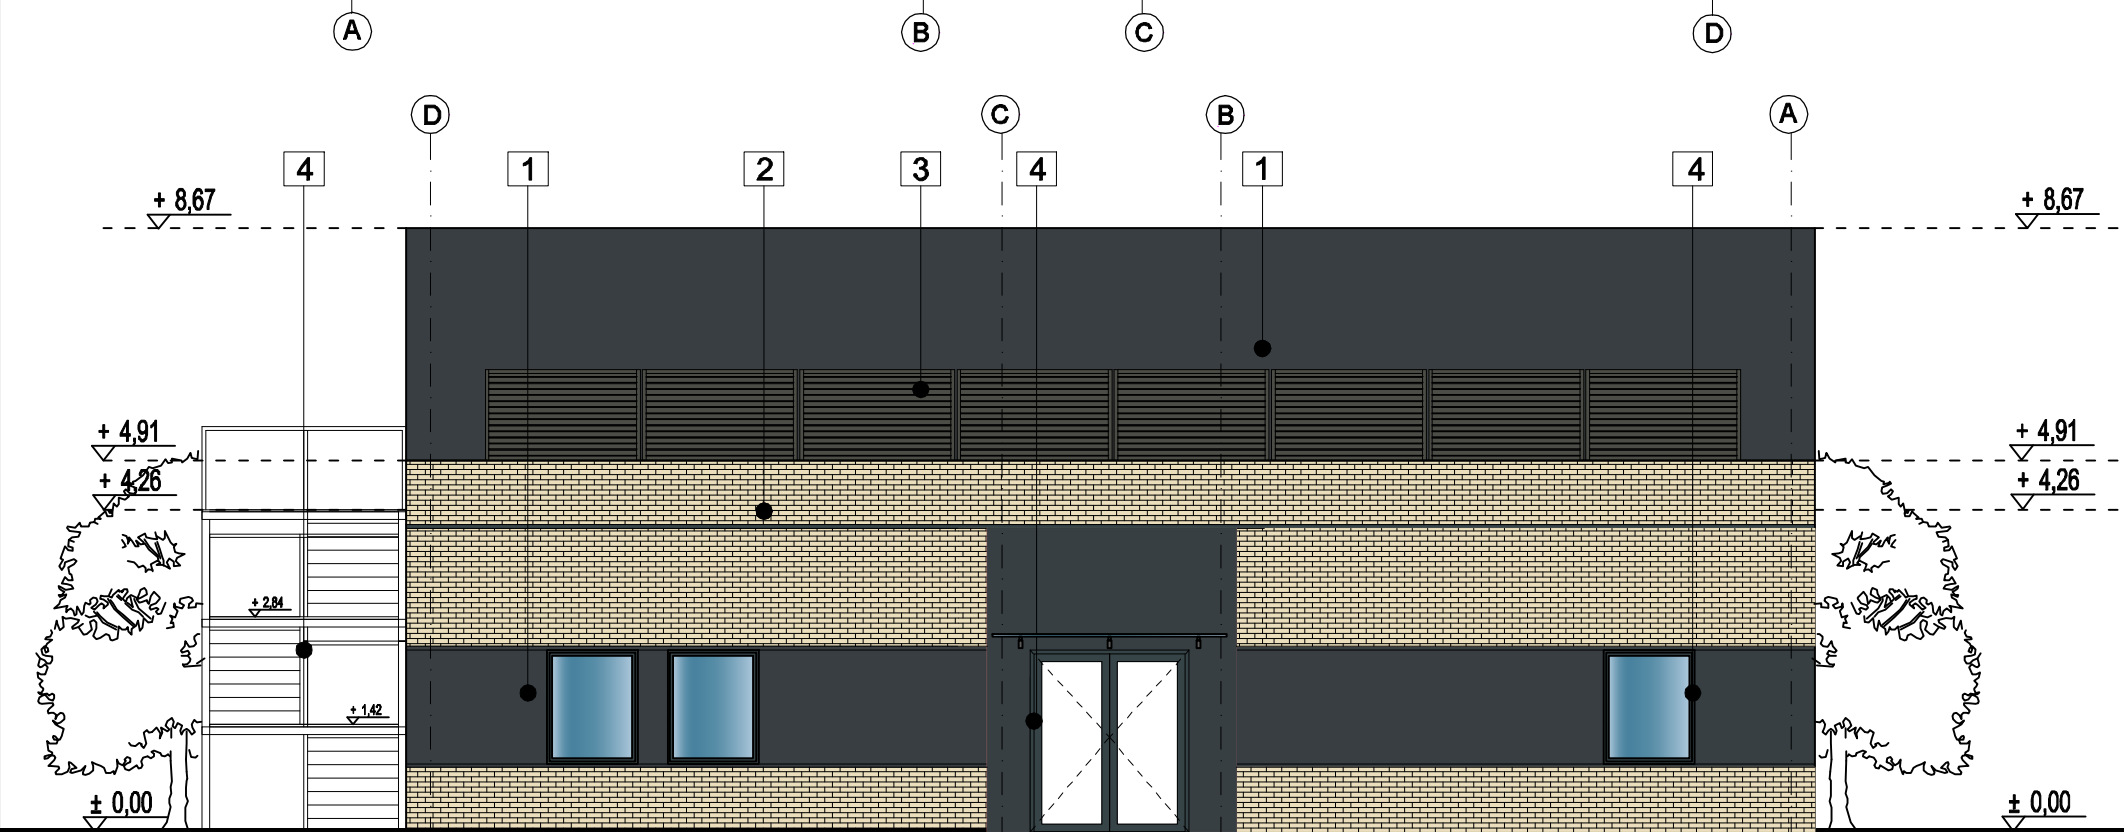 A B C D
D C B A
4 1 2 3 4 1 4
+ 8,67 + 8,67
+ 4,91 + 4,91
+ 4,26 + 4,26
+ 2,84
+ 1,42
± 0,00 ± 0,00